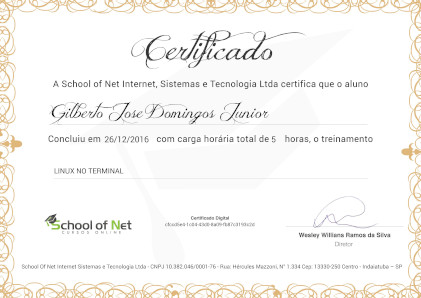 Certificado
A School of Net Internet, Sistemas e Tecnologia Ltda certifica que o aluno
Gilberto Jose Domingos Junior
Concluiu em 26/12/2016 com carga horária total de 5 horas, o treinamento
LINUX NO TERMINAL
School of Net
CURSOS ONLINE
Certificado Digital
Wesley Willians Ramos da Silva
Diretor
School Of Net Internet Sistemas e Tecnologia Ltda - CNPJ 10.382.046/0001-76 - Rua: Hércules Mazzoni, N° 1.334 Cep: 13330-250 Centro - Indaiatuba – SP